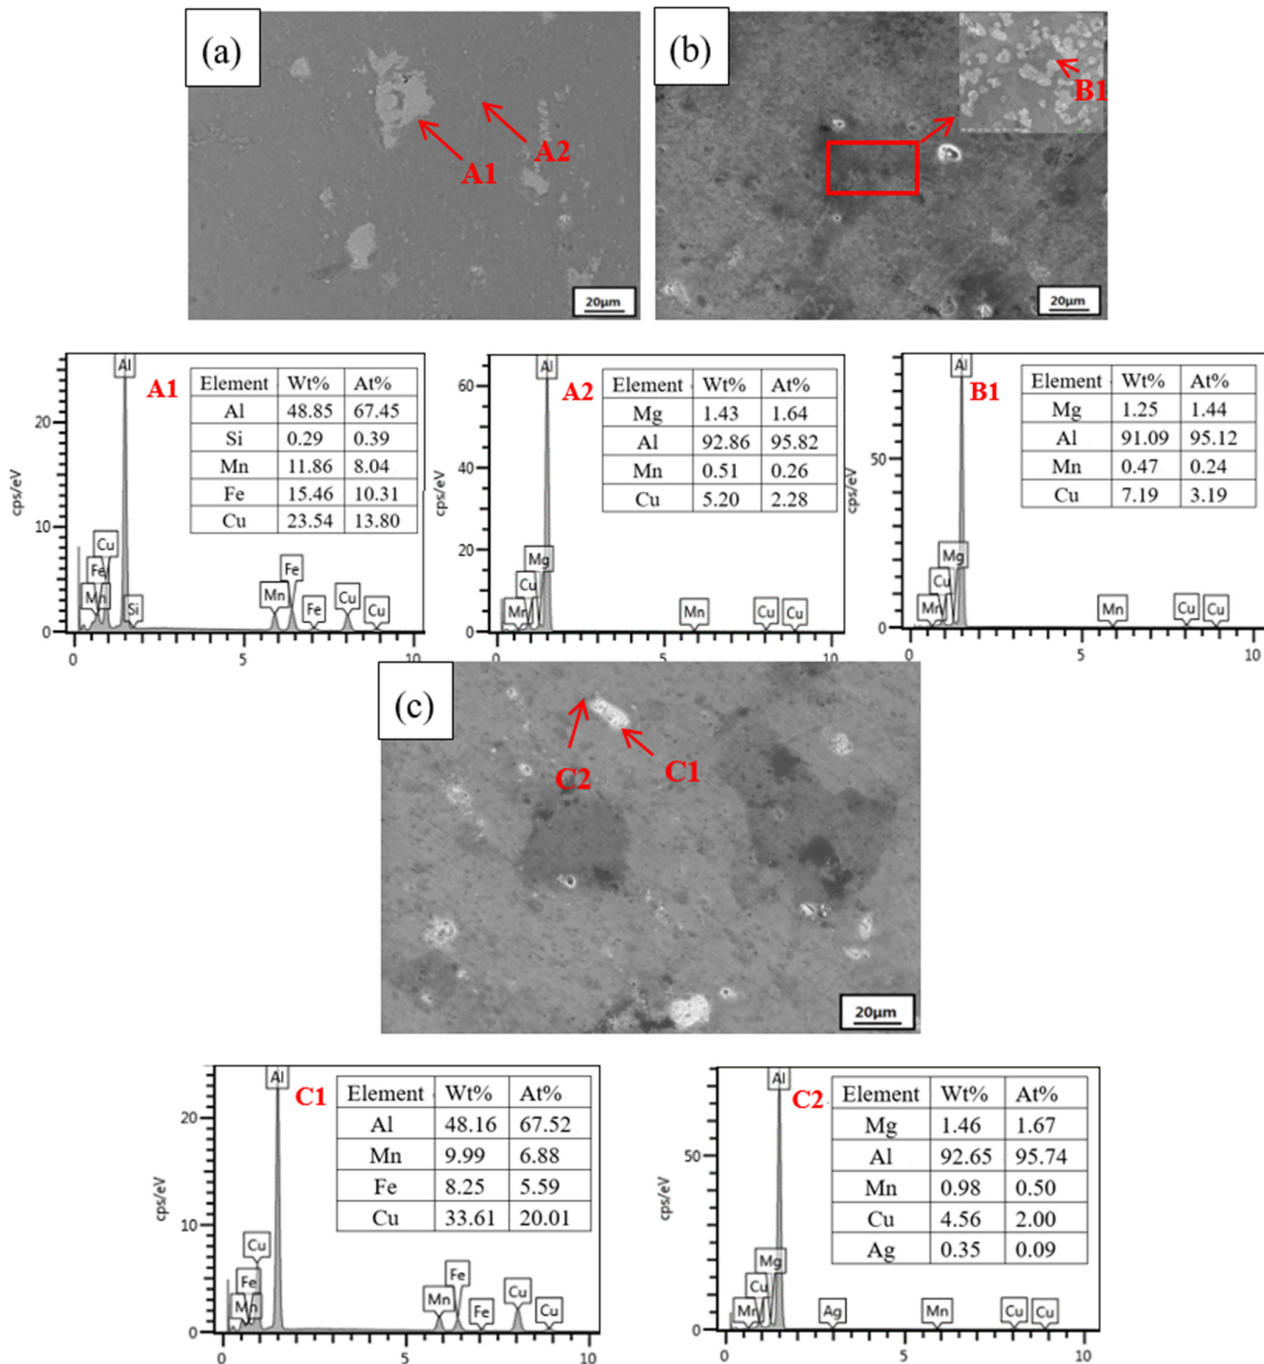 (a)
A1
A2
20μm
(b)
B1
20μm
A1
Element Wt% At%
Al 48.85 67.45
Si 0.29 0.39
Mn 11.86 8.04
Fe 15.46 10.31
Cu 23.54 13.80
cps/eV
20
10
0
Al
Cu
Fe
Mn
Si
Mn
Fe
Fe
Cu
Cu
0 5 10
A2
Element Wt% At%
Mg 1.43 1.64
Al 92.86 95.82
Mn 0.51 0.26
Cu 5.20 2.28
cps/eV
60
40
20
0
Al
Mg
Cu
Mn
Mn
Cu
Cu
0 5 10
B1
Element Wt% At%
Mg 1.25 1.44
Al 91.09 95.12
Mn 0.47 0.24
Cu 7.19 3.19
cps/eV
50
0
Al
Mg
Cu
Mn
Mn
Cu
Cu
0 5 10
(c)
C2
C1
20μm
C1
Element Wt% At%
Al 48.16 67.52
Mn 9.99 6.88
Fe 8.25 5.59
Cu 33.61 20.01
cps/eV
20
10
0
Al
Cu
Fe
Mn
Mn
Fe
Fe
Cu
Cu
0 5 10
C2
Element Wt% At%
Mg 1.46 1.67
Al 92.65 95.74
Mn 0.98 0.50
Cu 4.56 2.00
Ag 0.35 0.09
cps/eV
50
0
Al
Mg
Cu
Mn
Ag
Mn
Cu
Cu
0 5 10